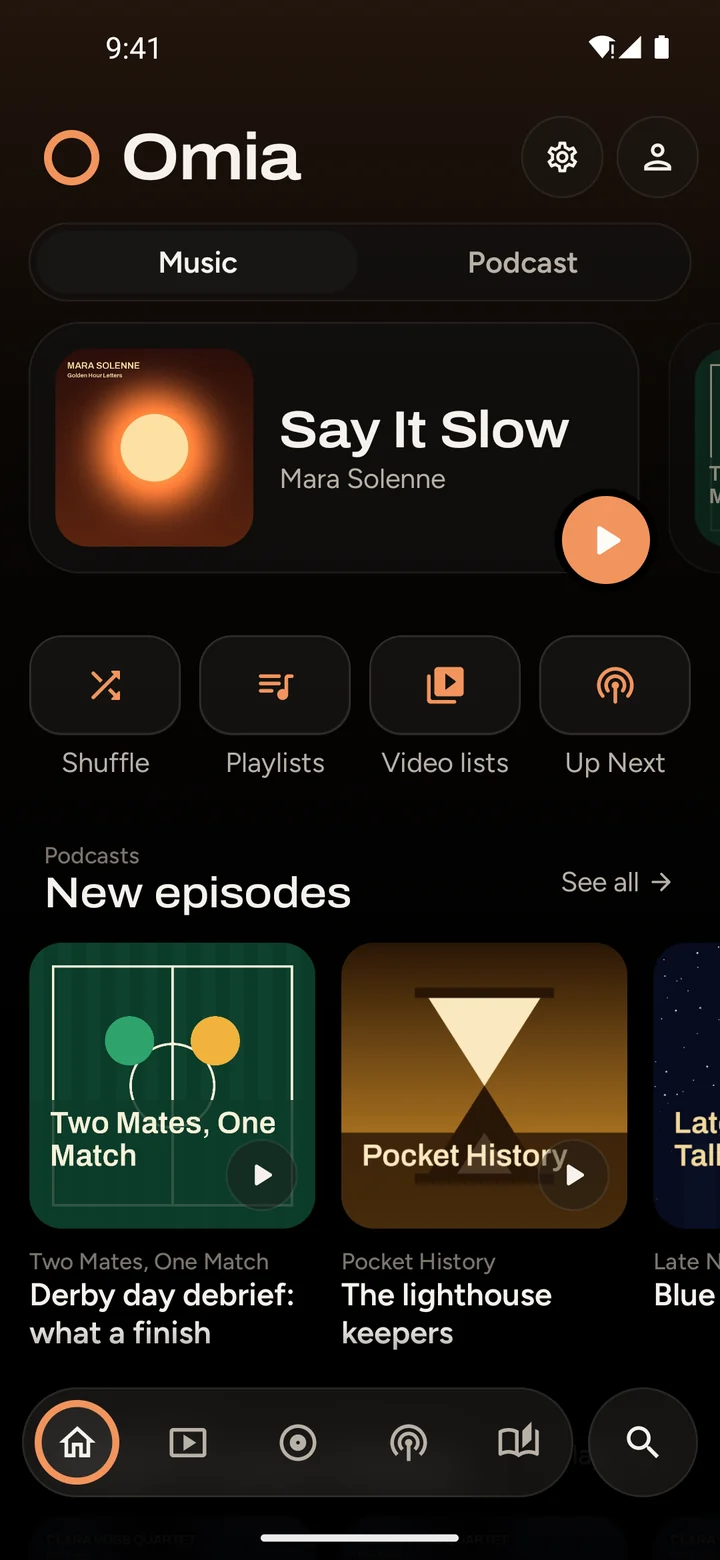 9:41
Omia
Music
Podcast
MARA SOLENNE
Golden Hour Letters
Say It Slow
Mara Solenne
Shuffle
Playlists
Video lists
Up Next
Podcasts
New episodes
See all
Two Mates, One
Match
Pocket History
Two Mates, One Match
Derby day debrief:
what a finish
Pocket History
The lighthouse
keepers
Late N
Blue